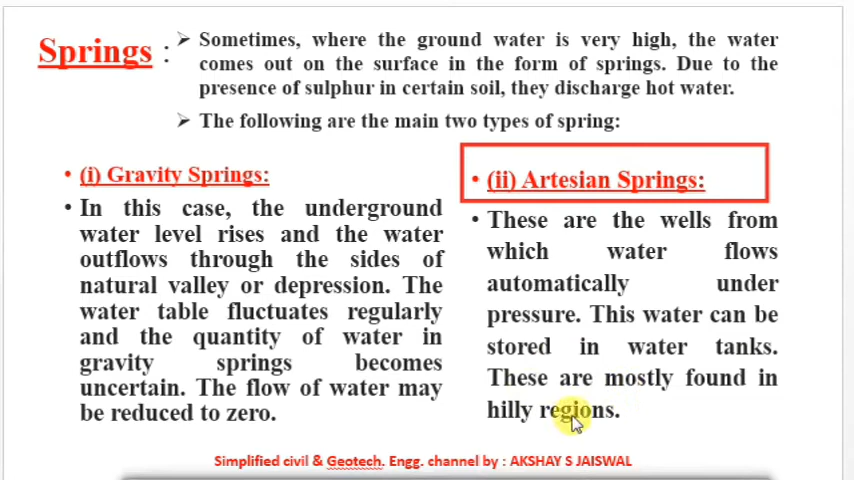 Springs :
➤ Sometimes, where the ground water is very high, the water
comes out on the surface in the form of springs. Due to the
presence of sulphur in certain soil, they discharge hot water.
➤ The following are the main two types of spring:
• (i) Gravity Springs:
• In this case, the underground
water level rises and the water
outflows through the sides of
natural valley or depression. The
water table fluctuates regularly
and the quantity of water in
gravity springs becomes
uncertain. The flow of water may
be reduced to zero.
• (ii) Artesian Springs:
• These are the wells from
which water flows
automatically under
pressure. This water can be
stored in water tanks.
These are mostly found in
hilly regions.
Simplified civil & Geotech. Engg. channel by : AKSHAY S JAISWAL